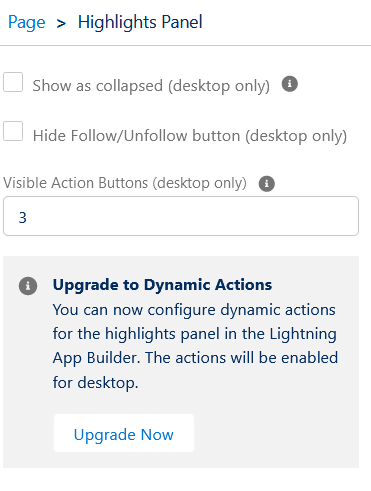 Page > Highlights Panel
Show as collapsed (desktop only)
Hide Follow/Unfollow button (desktop only)
Visible Action Buttons (desktop only)
3
Upgrade to Dynamic Actions
You can now configure dynamic actions
for the highlights panel in the Lightning
App Builder. The actions will be enabled
for desktop.
Upgrade Now